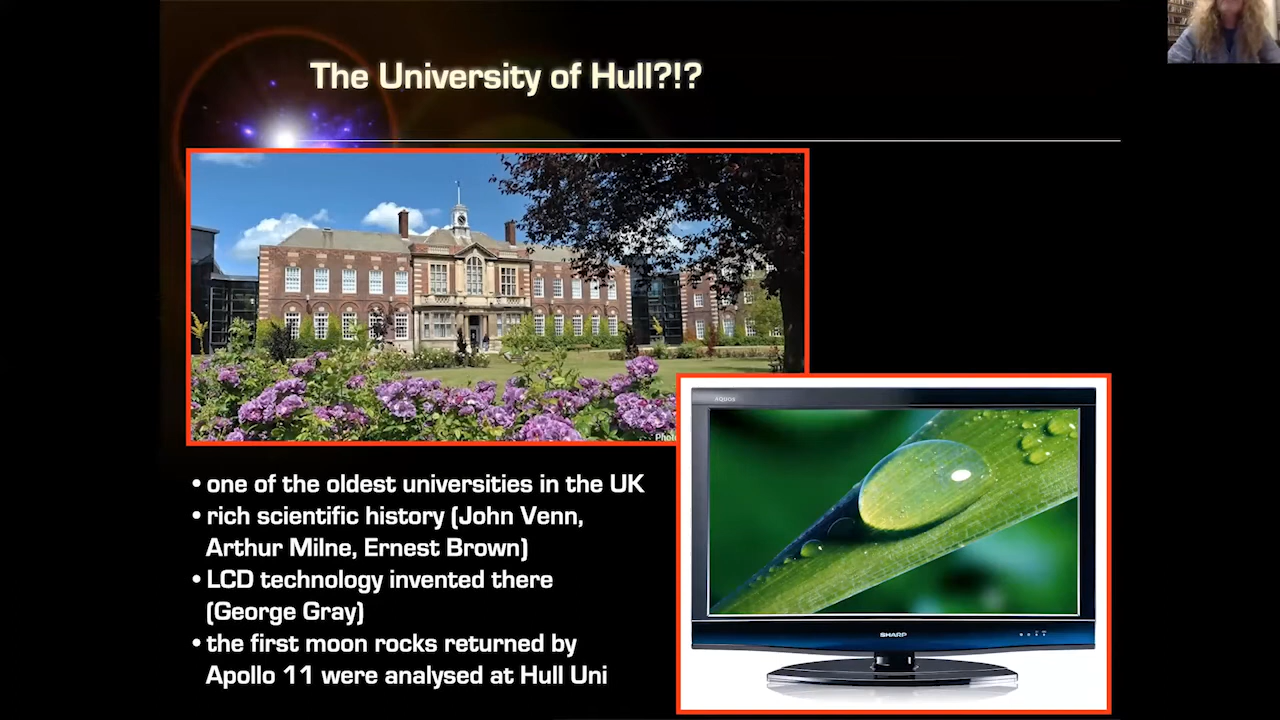 The University of Hull?!?
• one of the oldest universities in the UK
• rich scientific history (John Venn,
Arthur Milne, Ernest Brown)
• LCD technology invented there
(George Gray)
• the first moon rocks returned by
Apollo 11 were analysed at Hull Uni
AQUOS
SHARP